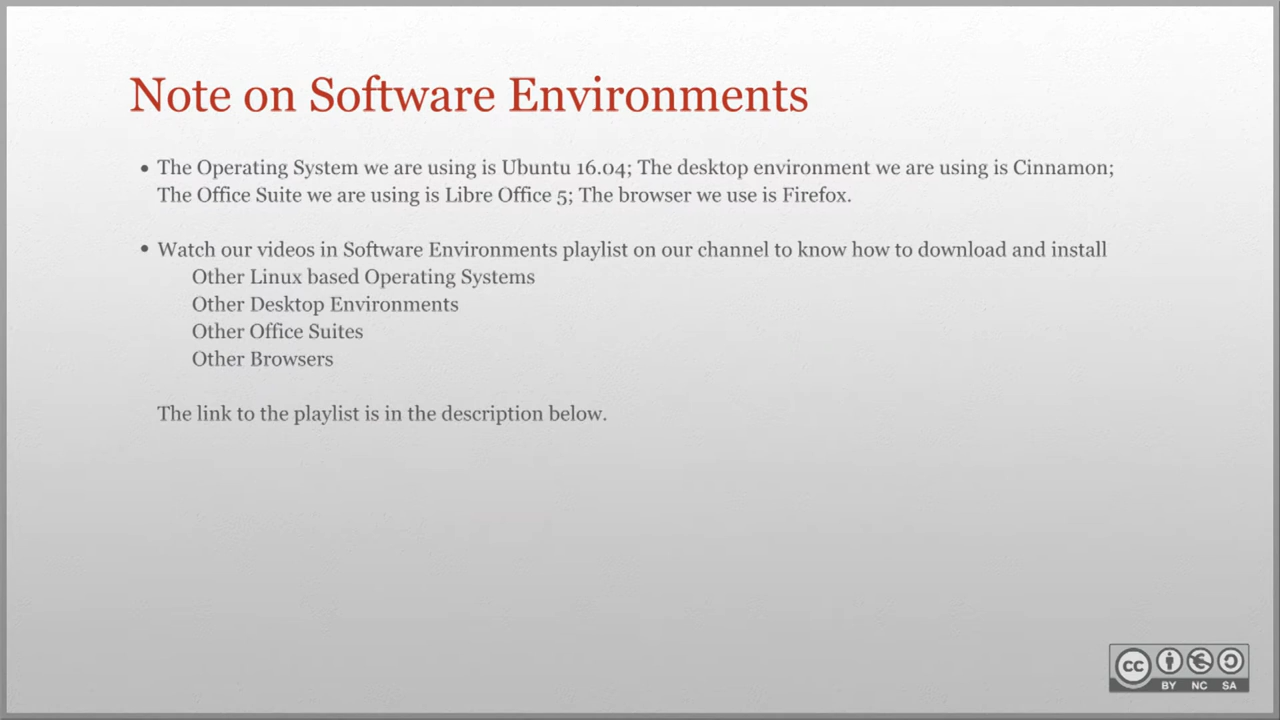 Note on Software Environments
• The Operating System we are using is Ubuntu 16.04; The desktop environment we are using is Cinnamon;
The Office Suite we are using is Libre Office 5; The browser we use is Firefox.
• Watch our videos in Software Environments playlist on our channel to know how to download and install
Other Linux based Operating Systems
Other Desktop Environments
Other Office Suites
Other Browsers
The link to the playlist is in the description below.
cc
BY NC SA